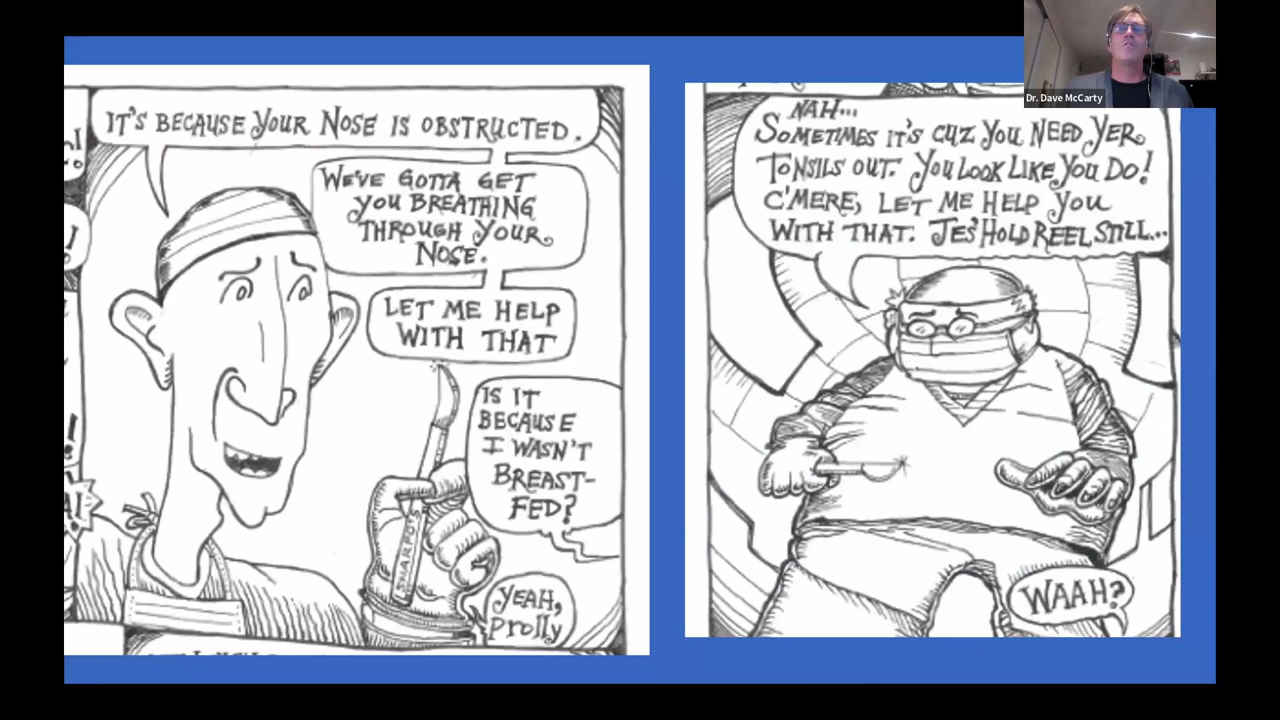 Dr. Dave McCarty
IT'S BECAUSE YOUR NOSE IS OBSTRUCTED.
WE'VE GOTTA GET
YOU BREATHING
THROUGH YOUR
NOSE.
LET ME HELP
WITH THAT
IS IT
BECAUSE
I WASN'T
BREAST-
FED?
SHARPOTS
YEAH,
PROLLY
NAH...
SOMETIMES IT'S CUZ YOU NEED YER
TONSILS OUT. YOU LOOK LIKE YOU DO!
C'MERE, LET ME HELP YOU
WITH THAT. JES' HOLD REEL STILL...
WAAH?